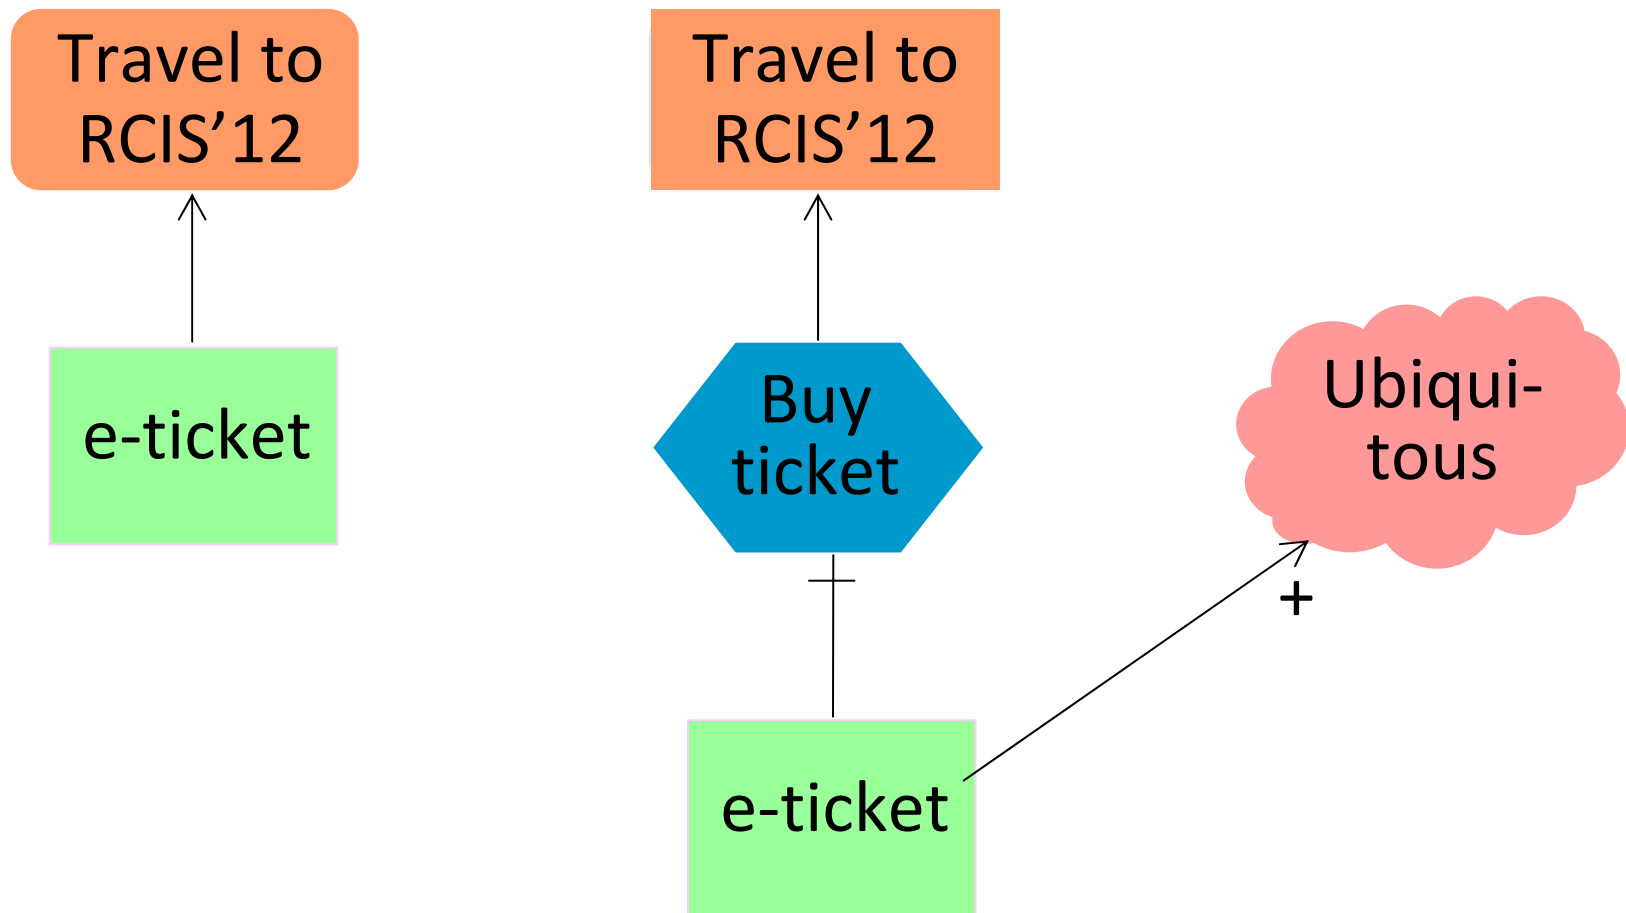 Travel to
RCIS’12
e-ticket
Travel to
RCIS’12
Buy
ticket
e-ticket
Ubiqui-
tous
+